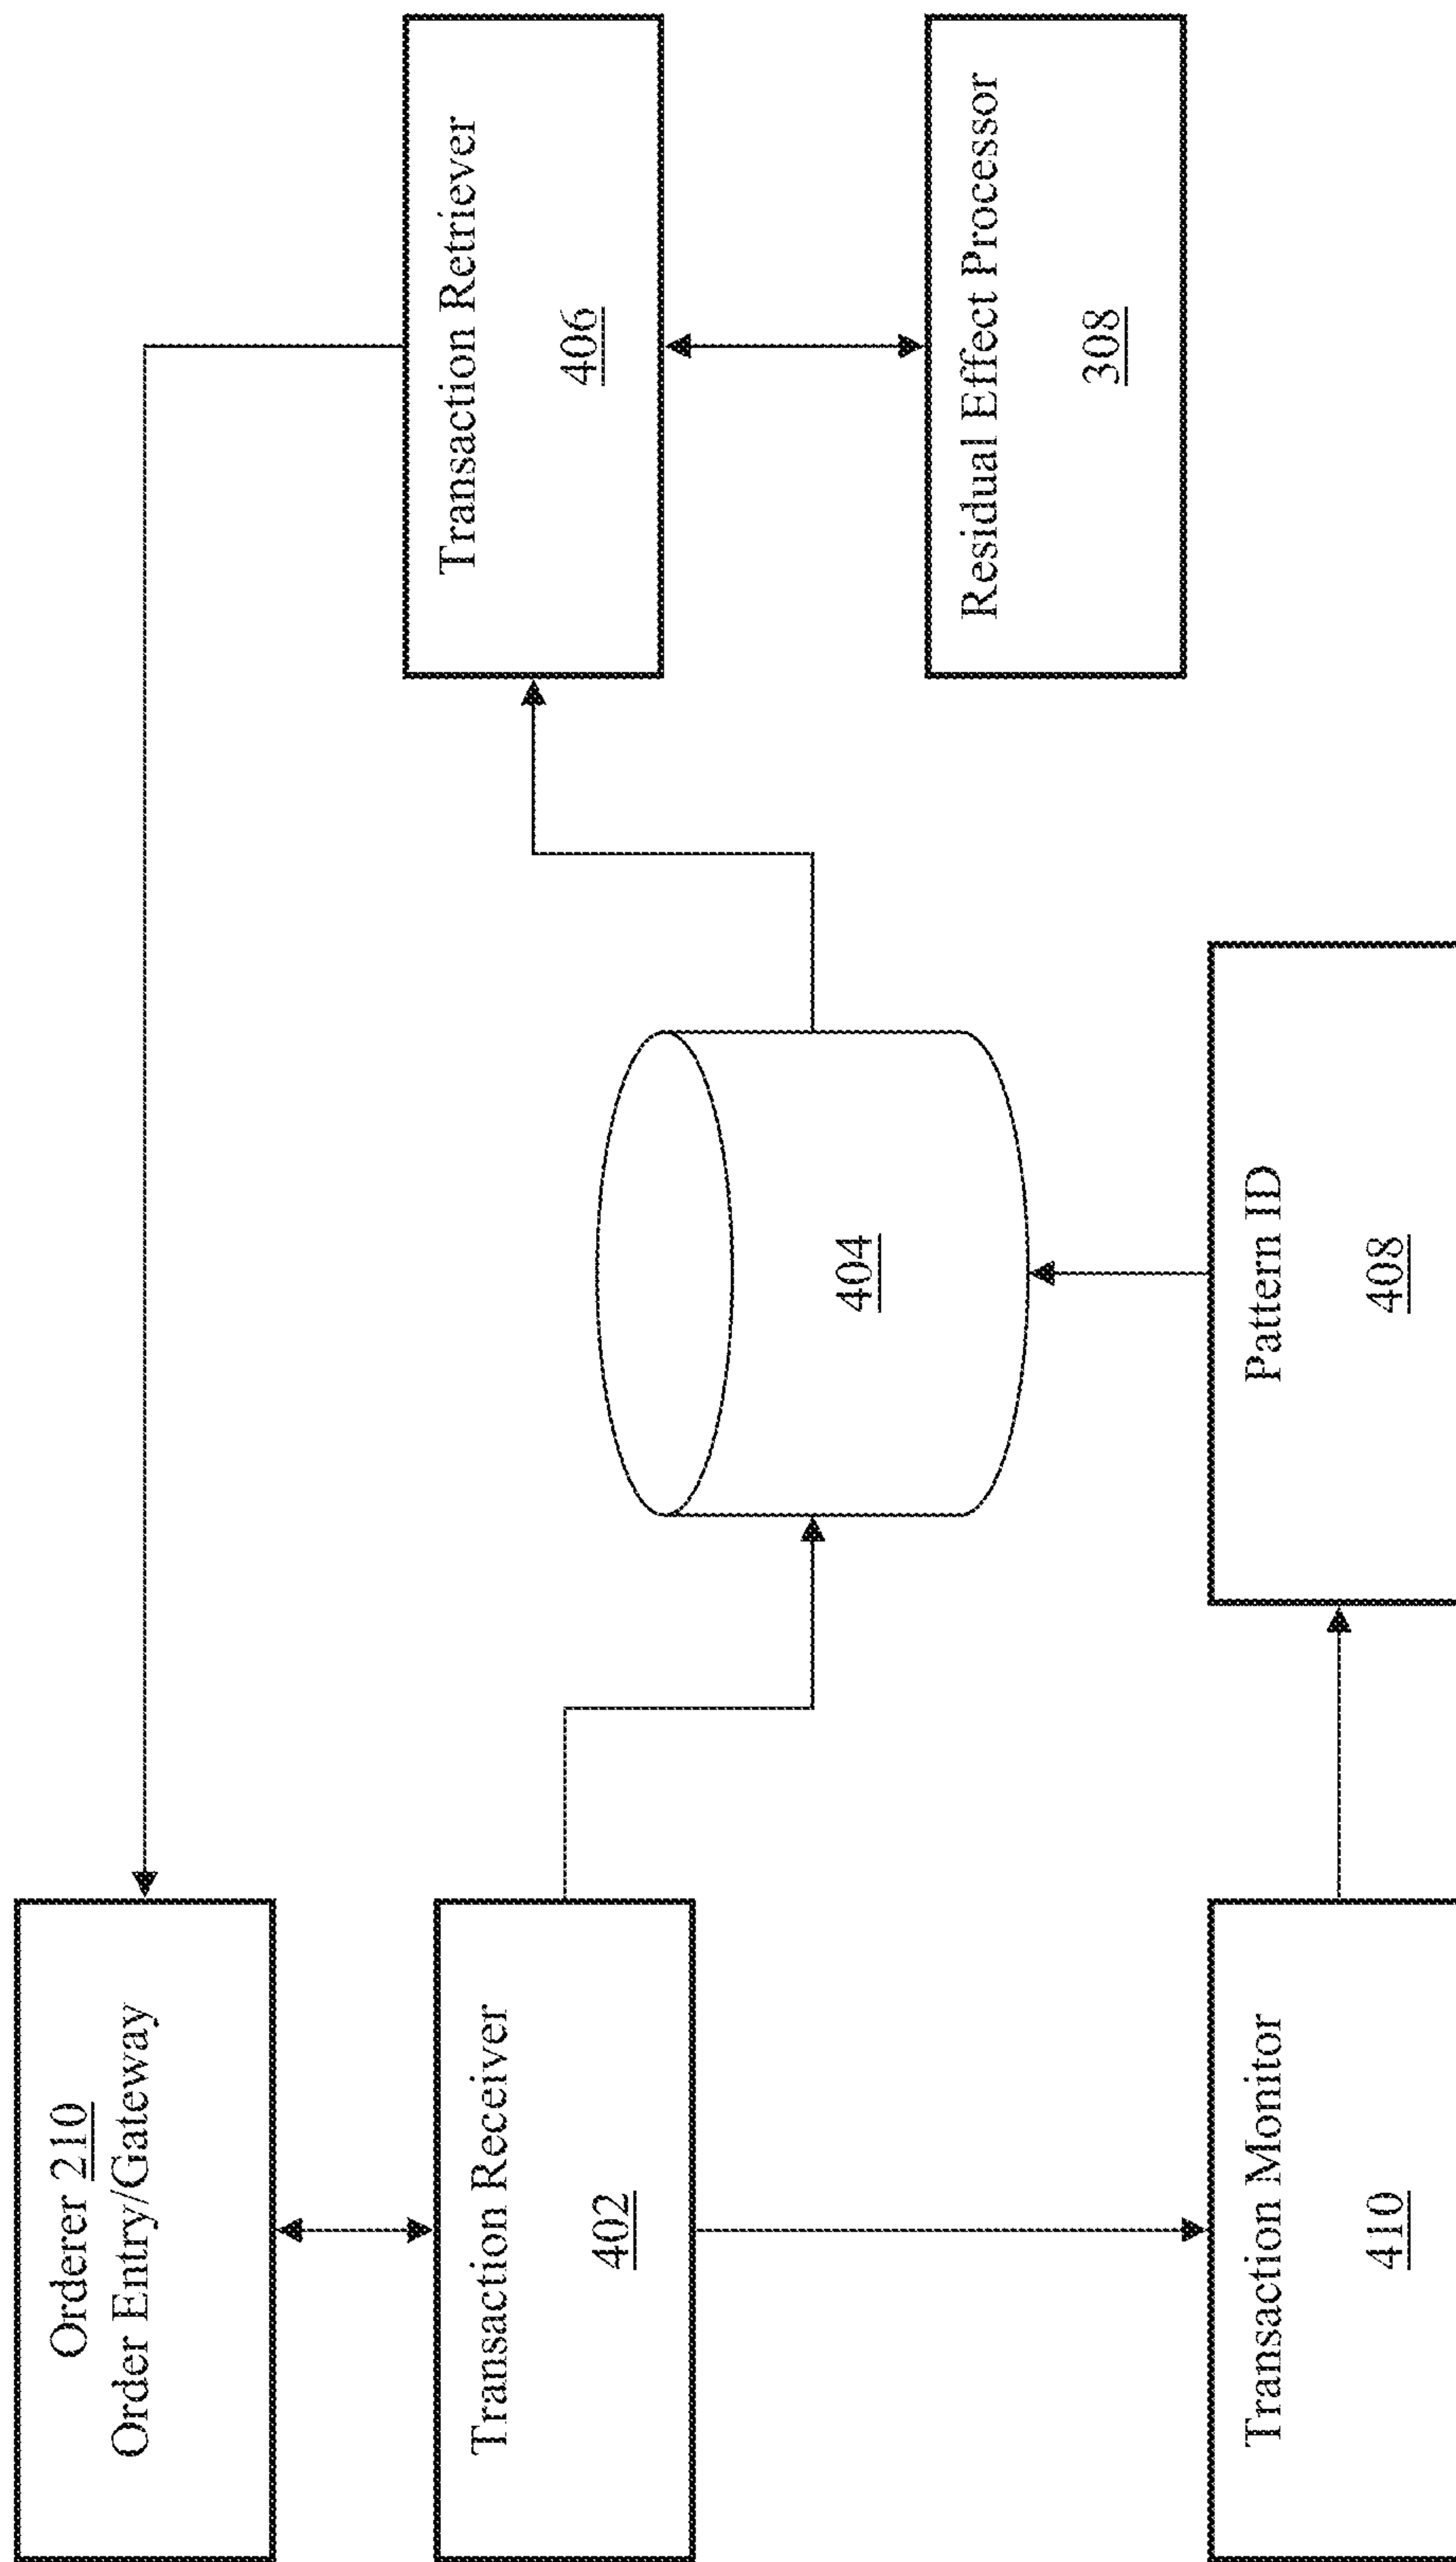 Orderer 210
Order Entry/Gateway
Transaction Receiver
402
Transaction Monitor
410
404
Pattern ID
408
Transaction Retriever
406
Residual Effect Processor
308